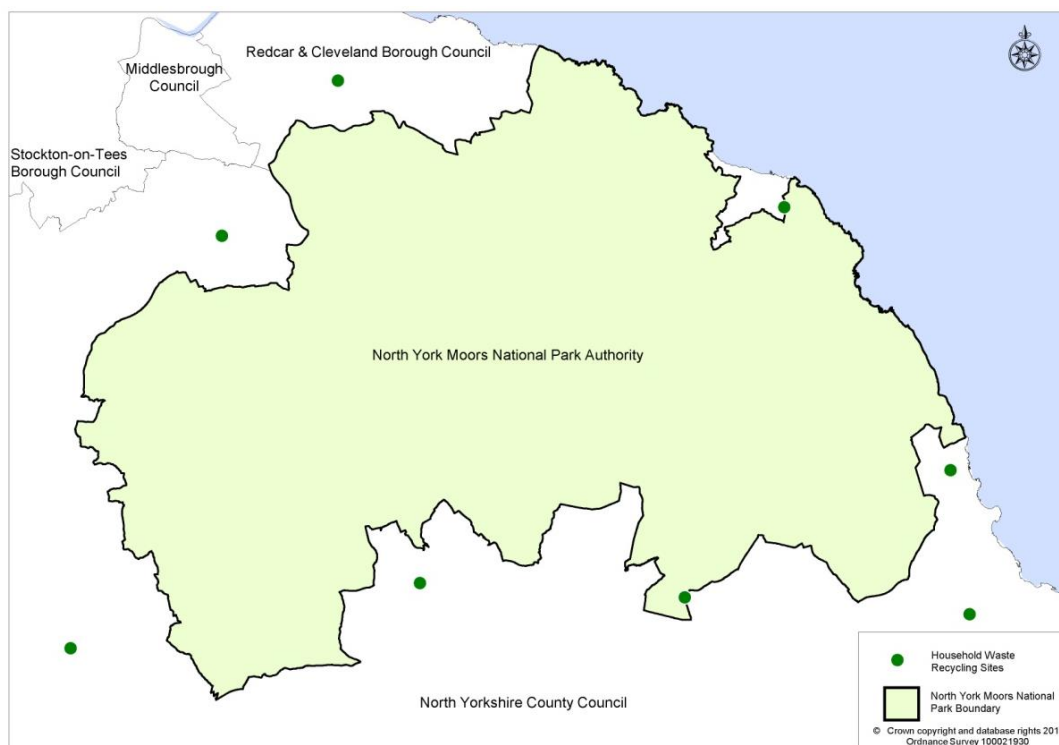 Redcar & Cleveland Borough Council
Middlesbrough
Council
Stockton-on-Tees
Borough Council
North York Moors National Park Authority
North Yorkshire County Council
Household Waste
Recycling Sites
North York Moors National
Park Boundary
© Crown copyright and database rights 201
Ordnance Survey 100021930